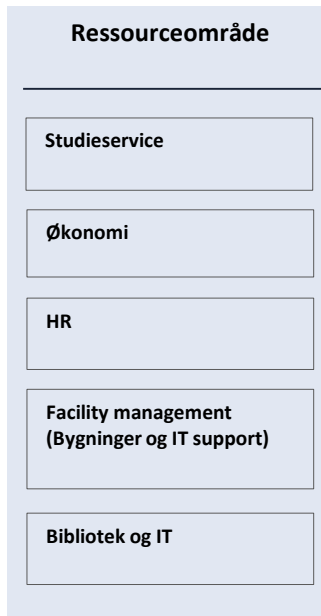 Ressourceområde
Studieservice
Økonomi
HR
Facility management
(Bygninger og IT support)
Bibliotek og IT